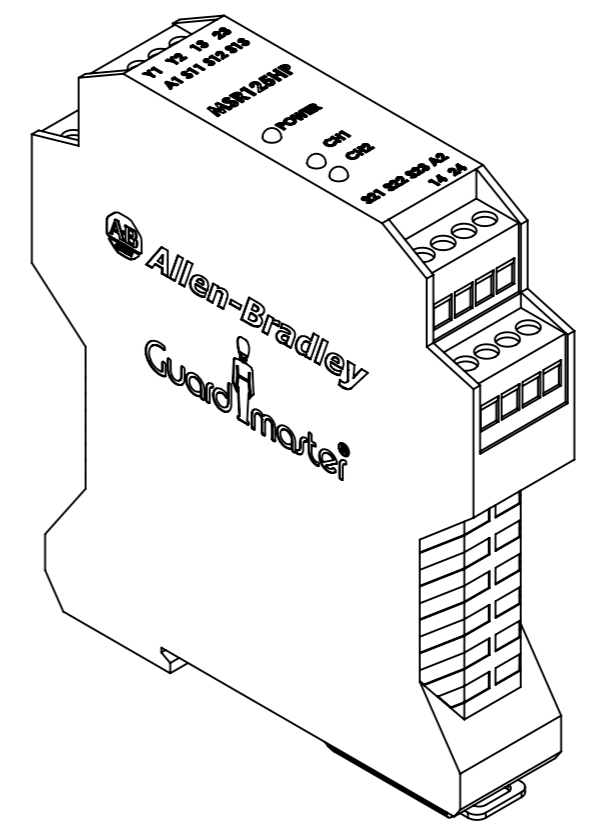 Y1 Y2 13 23
A1 S11 S12 S13
MSR125HP
POWER
CH1
CH2
S21 S22 S23 A2
14 24
AB
Allen-Bradley
Guardmaster®